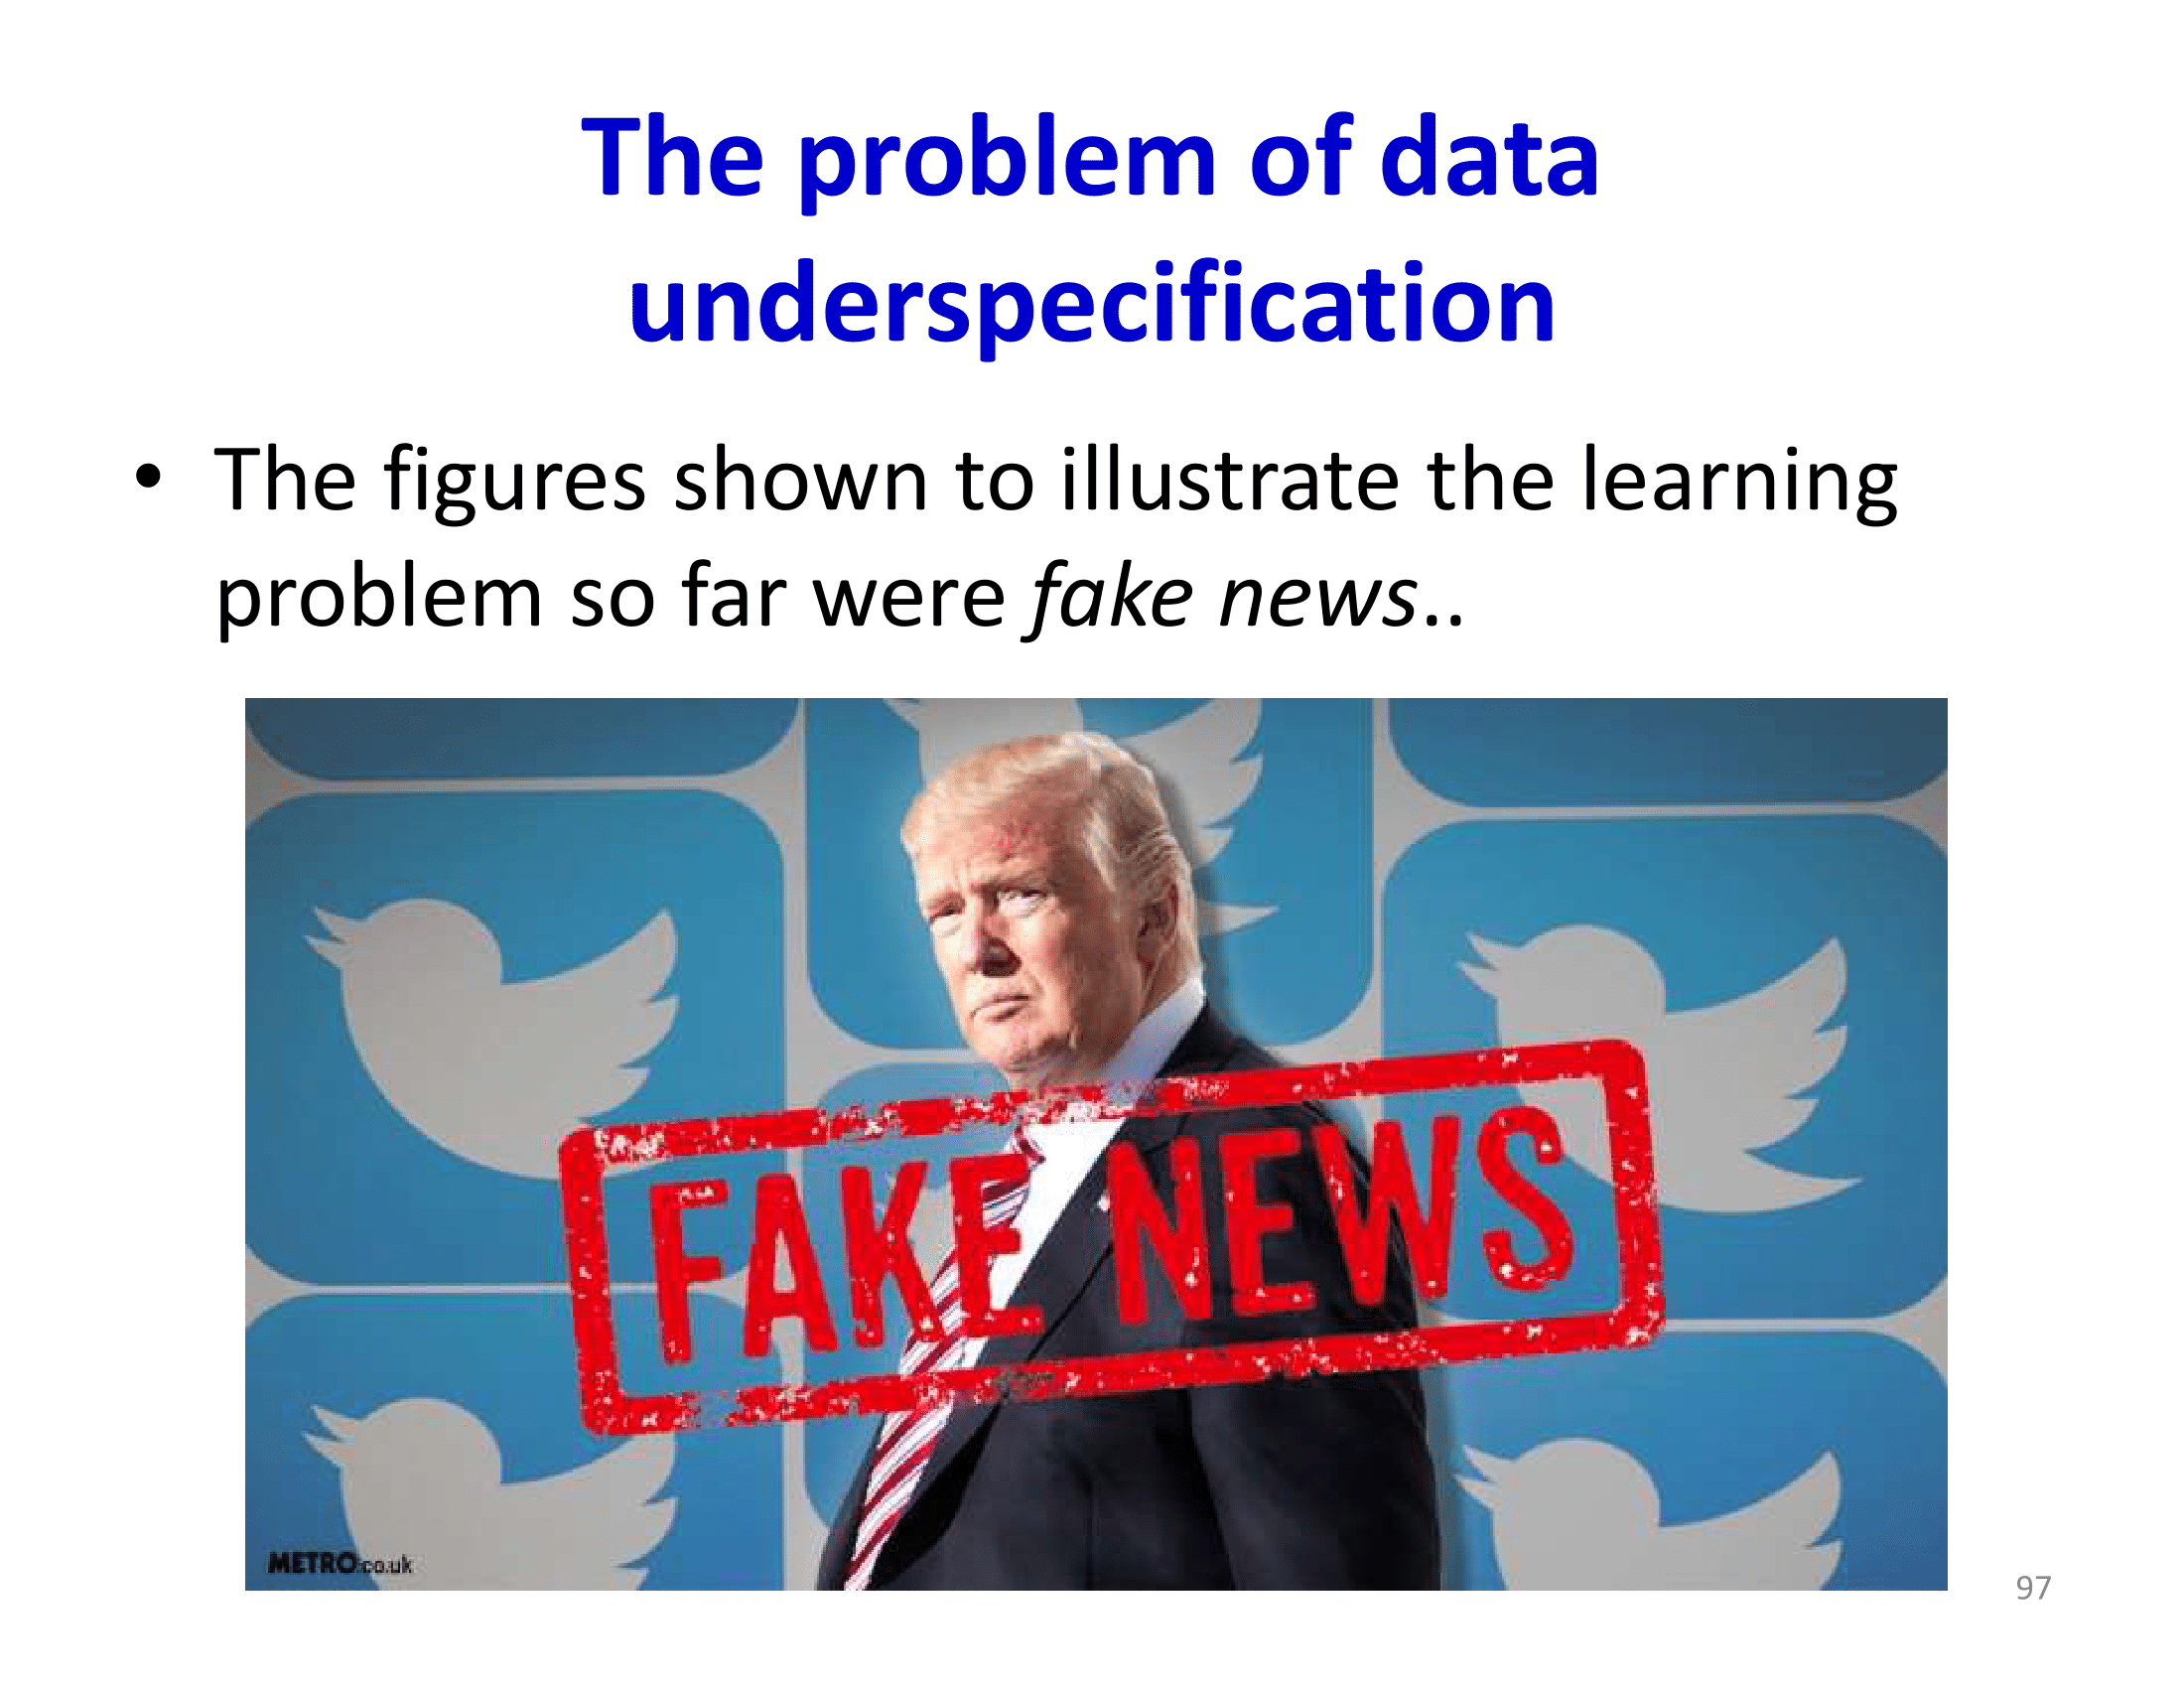 The problem of data
underspecification
• The figures shown to illustrate the learning
problem so far were fake news..
FAKE NEWS
METRO.co.uk
97